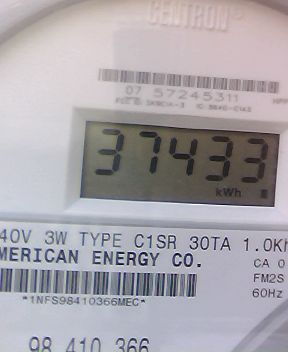 CENTRON®
07 57245311
37433
kWh
40V 3W TYPE C1SR 30TA 1.0Kh
MERICAN ENERGY CO.
CA 0
FM2S
60Hz
*1NFS98410366MEC*
98 410 366